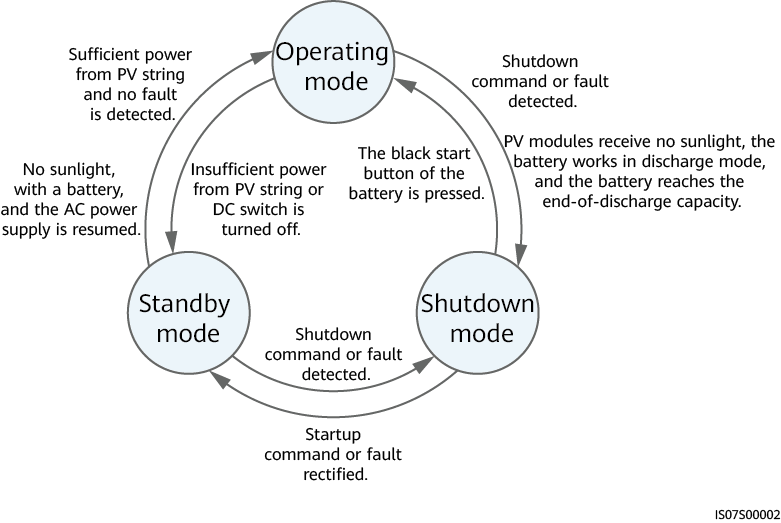 Operating
mode
Sufficient power
from PV string
and no fault
is detected.
Shutdown
command or fault
detected.
No sunlight,
with a battery,
and the AC power
supply is resumed.
Insufficient power
from PV string or
DC switch is
turned off.
The black start
button of the
battery is pressed.
PV modules receive no sunlight, the
battery works in discharge mode,
and the battery reaches the
end-of-discharge capacity.
Standby
mode
Shutdown
mode
Shutdown
command or fault
detected.
Startup
command or fault
rectified.
IS07S00002